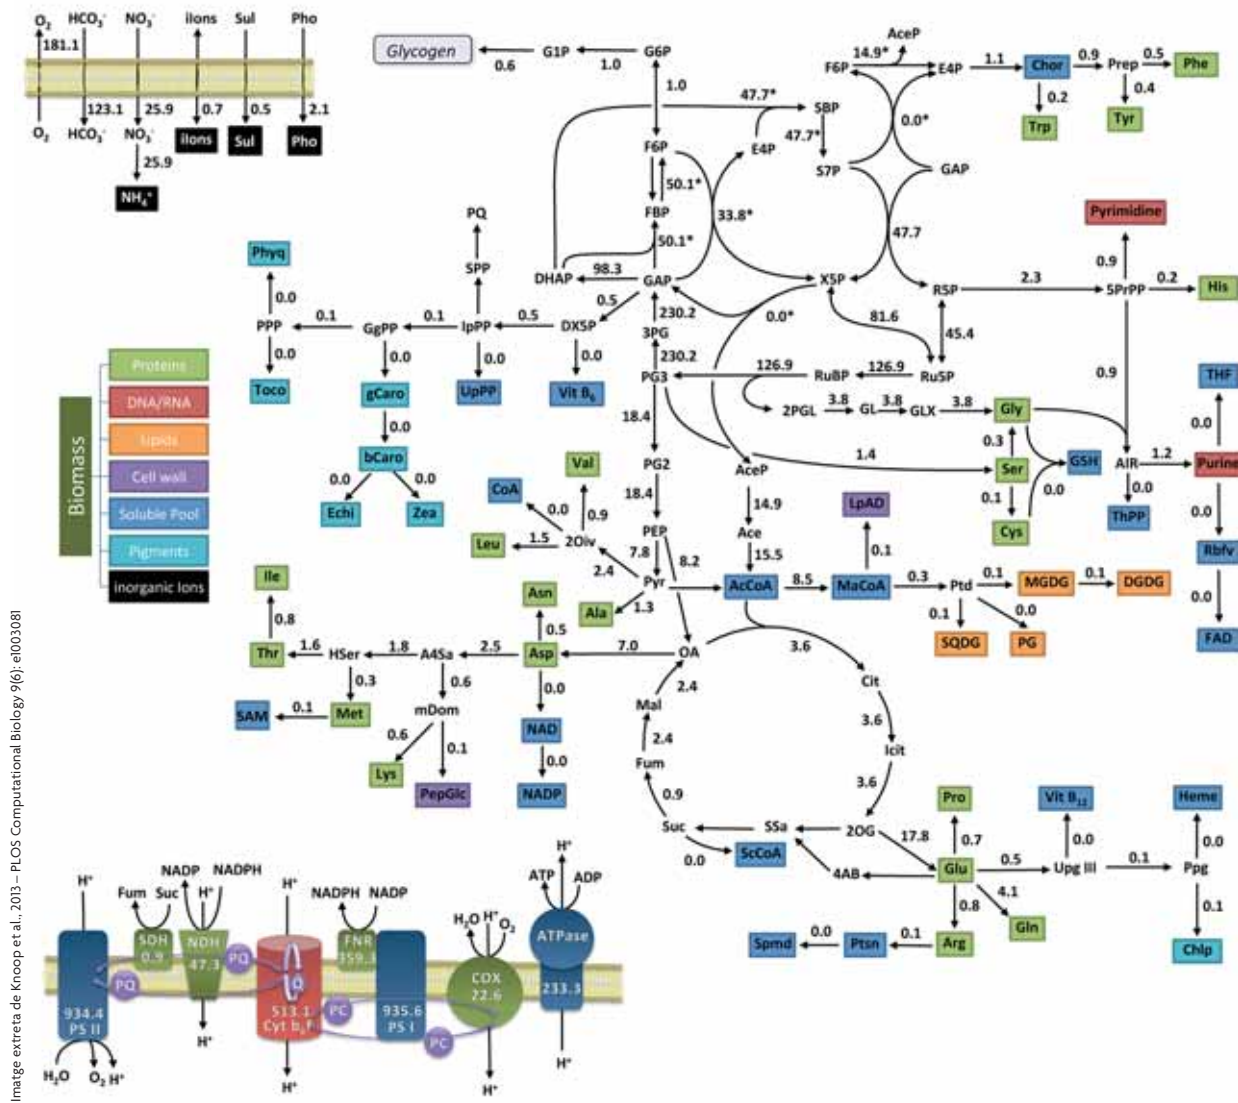 O2 HCO3- NO3- iIons Sul Pho
181.1
123.1 25.9 0.7 0.5 2.1
O2 HCO3- NO3- iIons Sul Pho
25.9
NH4+
Glycogen 0.6 G1P 1.0 G6P
1.0
AceP
14.9*
F6P E4P 1.1 Chor 0.9 Prep 0.5 Phe
0.2 0.4
Trp Tyr
47.7* SBP
0.0*
47.7*
F6P E4P S7P GAP
50.1* 33.8*
FBP
50.1*
47.7
PQ
SPP
Pyrimidine
0.9
Phyq
0.0
DHAP 98.3 GAP X5P R5P 2.3 5PrPP 0.2 His
0.5 230.2 0.0* 81.6 45.4
PPP 0.1 GgPP 0.1 IpPP 0.5 DX5P 3PG
0.0 0.0 0.0 0.0 230.2
Toco gCaro UpPP Vit B6 PG3 126.9 RuBP 126.9 Ru5P
0.9 THF
0.0
2PGL 3.8 GL 3.8 GLX 3.8 Gly
18.4
0.0
bCaro
0.0 0.0
Echi Zea
Biomass
Proteins
DNA/RNA
Lipids
Cell wall
Soluble Pool
Pigments
inorganic Ions
0.3
1.4
PG2 AceP Ser GSH AIR 1.2 Purine
18.4 14.9 0.1 0.0 0.0 0.0
PEP Ace Cys ThPP Rbfv
0.0
FAD
Val
CoA 0.0 0.9
Leu 1.5 2Oiv
2.4 7.8 8.2 15.5
LpAD
0.1
Pyr AcCoA 8.5 MaCoA 0.3 Ptd 0.1 MGDG 0.1 DGDG
Ala 1.3
0.1 0.0
SQDG PG
Ile
0.8
Asn
0.5
Thr 1.6 HSer 1.8 A4Sa 2.5 Asp 7.0 OA 3.6
0.3 0.6 0.0
SAM 0.1 Met mDom NAD
0.6 0.1 0.0
Lys PepGlc NADP
2.4 Cit
Mal 3.6
2.4 Icit
Fum 3.6
0.9
Suc SSa 2OG 17.8
0.0 ScCoA 4AB
Pro Vit B12 Heme
0.7 0.0 0.0
Glu 0.5 Upg III 0.1 Ppg
0.8 4.1 0.1
Spmd 0.0 Ptsn 0.1 Arg Gln Chlp
H+ Fum Suc NADP H+ NADPH H+ NADPH NADP H2O H+ O2 ATP H+ ADP
SDH NDH FNR ATPase
0.9 47.3 359.3 COX
PQ PQ Q 22.6 233.3
934.4 513.1 PC 935.6
PS II Cyt b6F PS I PC
H2O O2 H+ H+ H+ H+ H+
Imatge extreta de Knoop et al., 2013 – PLOS Computational Biology 9(6): e100308]